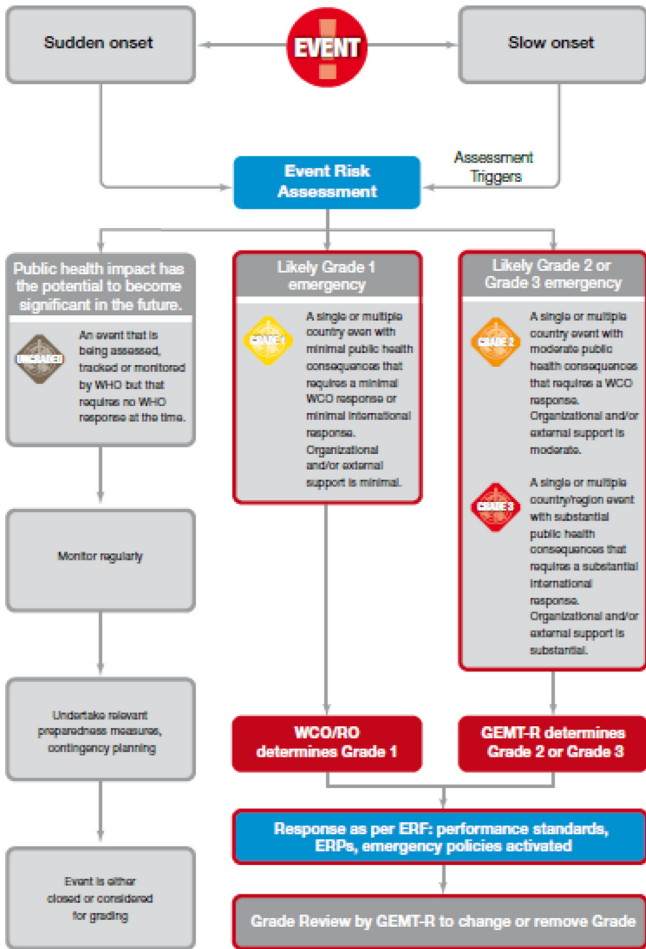 Sudden onset
EVENT
Slow onset
Event Risk
Assessment
Assessment
Triggers
Public health impact has
the potential to become
significant in the future.
UNGRADED
An event that is
being assessed,
tracked or monitored
by WHO but that
requires no WHO
response at the time.
Likely Grade 1
emergency
GRADE 1
A single or multiple
country even with
minimal public health
consequences that
requires a minimal
WCO response or
minimal international
response.
Organizational
and/or external
support is minimal.
Likely Grade 2 or
Grade 3 emergency
GRADE 2
A single or multiple
country event with
moderate public
health consequences
that requires a WCO
response.
Organizational and/or
external support is
moderate.
GRADE 3
A single or multiple
country/region event
with substantial
public health
consequences that
requires a substantial
international
response.
Organizational and/or
external support is
substantial.
Monitor regularly
Undertake relevant
preparedness measures,
contingency planning
Event is either
closed or considered
for grading
WCO/RO
determines Grade 1
GEMT-R determines
Grade 2 or Grade 3
Response as per ERF: performance standards,
ERPs, emergency policies activated
Grade Review by GEMT-R to change or remove Grade